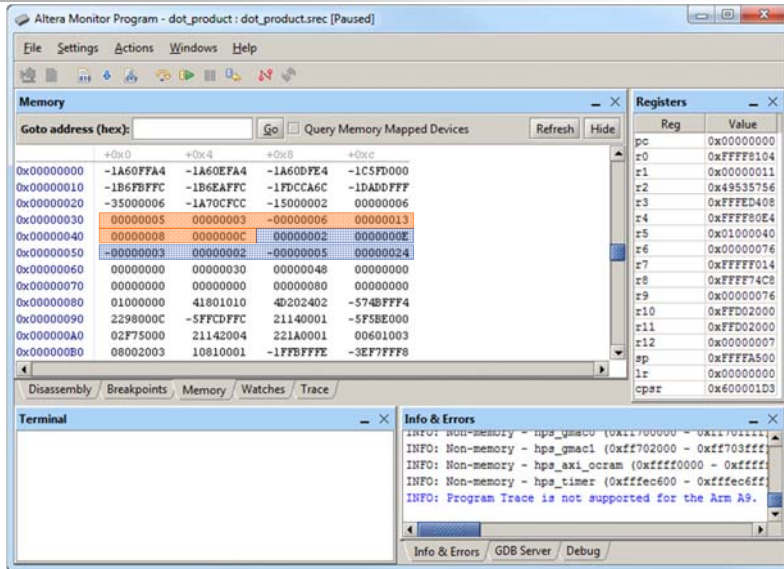 Altera Monitor Program - dot_product : dot_product.srec [Paused]
File Settings Actions Windows Help
Memory
Goto address (hex): Go Query Memory Mapped Devices Refresh Hide
+0x0 +0x4 +0x8 +0xc
0x00000000 -1A60FFA4 -1A60EFA4 -1A60DFE4 -1C5FD000
0x00000010 -1B6FBFFC -1B6EAFFC -1FDCCA6C -1DADDFFF
0x00000020 -35000006 -1A70CFCC -15000002 00000006
0x00000030 00000005 00000003 -00000006 00000013
0x00000040 00000008 0000000C 00000002 0000000E
0x00000050 -00000003 00000002 -00000005 00000024
0x00000060 00000000 00000030 00000048 00000000
0x00000070 00000000 00000000 00000080 00000000
0x00000080 01000000 41801010 4D202402 -574BFFF4
0x00000090 2298000C -5FFCDFFC 21140001 -5F5BE000
0x000000A0 02F75000 21142004 221A0001 00601003
0x000000B0 08002003 10810001 -1FFBFFFE -3EF7FFF8
Disassembly Breakpoints Memory Watches Trace
Registers
Reg Value
pc 0x00000000
r0 0xFFFF8104
r1 0x00000011
r2 0x49535756
r3 0xFFFED408
r4 0xFFFF80E4
r5 0x01000040
r6 0x00000076
r7 0xFFFFF014
r8 0xFFFF74C8
r9 0x00000076
r10 0xFFD02000
r11 0xFFD02000
r12 0x00000007
sp 0xFFFFA500
lr 0x00000000
cpsr 0x600001D3
Terminal
Info & Errors
INFO: Non-memory - hps_gmac0 (0xff700000 - 0xff701fff)
INFO: Non-memory - hps_gmac1 (0xff702000 - 0xff703fff)
INFO: Non-memory - hps_axi_ocram (0xffff0000 - 0xffff
INFO: Non-memory - hps_timer (0xfffec600 - 0xfffec6ff)
INFO: Program Trace is not supported for the Arm A9.
Info & Errors GDB Server Debug